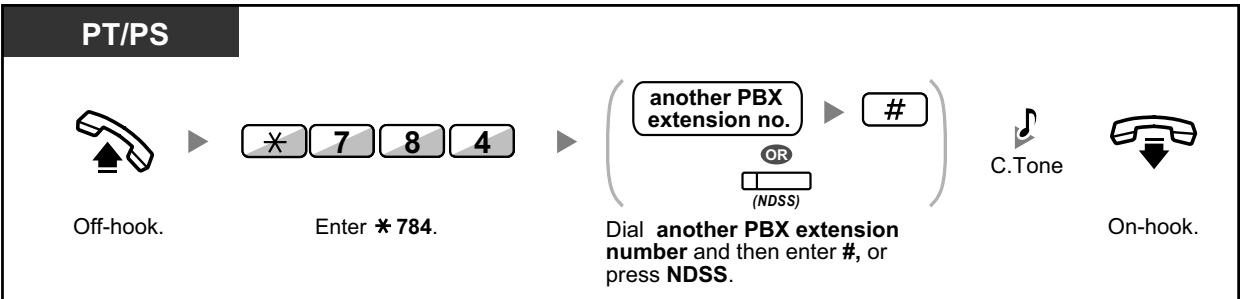 PT/PS
another PBX
extension no.
#
OR
(NDSS)
* 7 8 4
C.Tone
Off-hook.
Enter * 784.
Dial another PBX extension
number and then enter #, or
press NDSS.
On-hook.